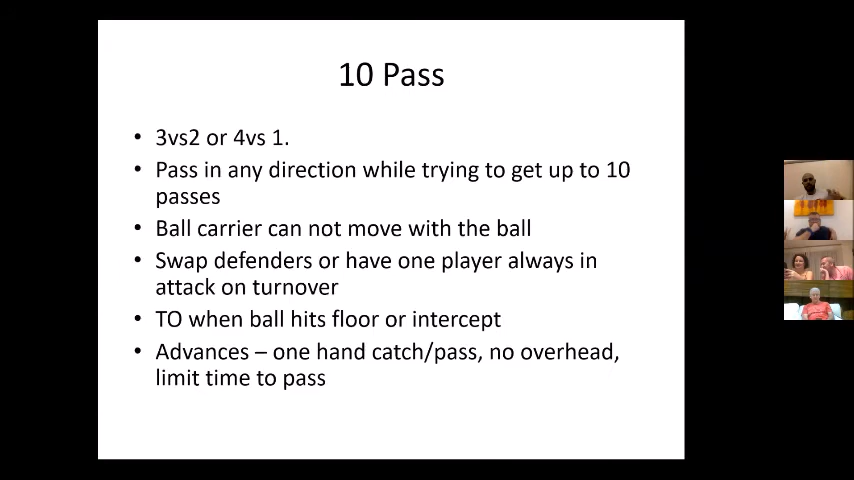 10 Pass
• 3vs2 or 4vs 1.
• Pass in any direction while trying to get up to 10
passes
• Ball carrier can not move with the ball
• Swap defenders or have one player always in
attack on turnover
• TO when ball hits floor or intercept
• Advances – one hand catch/pass, no overhead,
limit time to pass